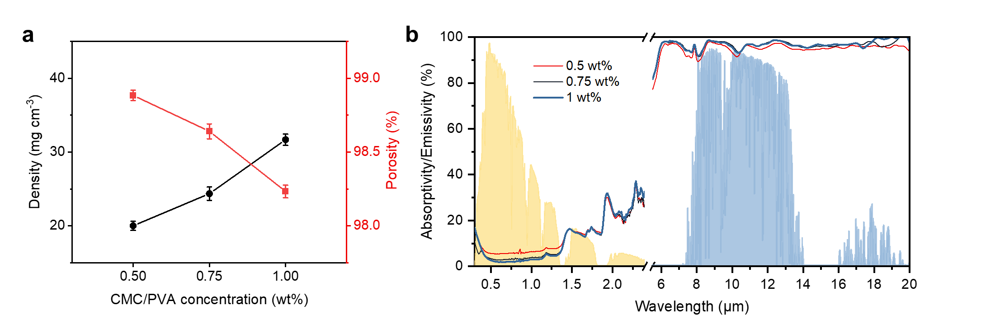 a
40
30
20
Density (mg cm⁻³)
99.0
98.5
98.0
Porosity (%)
0.50 0.75 1.00
CMC/PVA concentration (wt%)
b
100
80
60
40
20
0
Absorptivity/Emissivity (%)
0.5 wt%
0.75 wt%
1 wt%
0.5 1.0 1.5 2.0 6 8 10 12 14 16 18 20
Wavelength (μm)